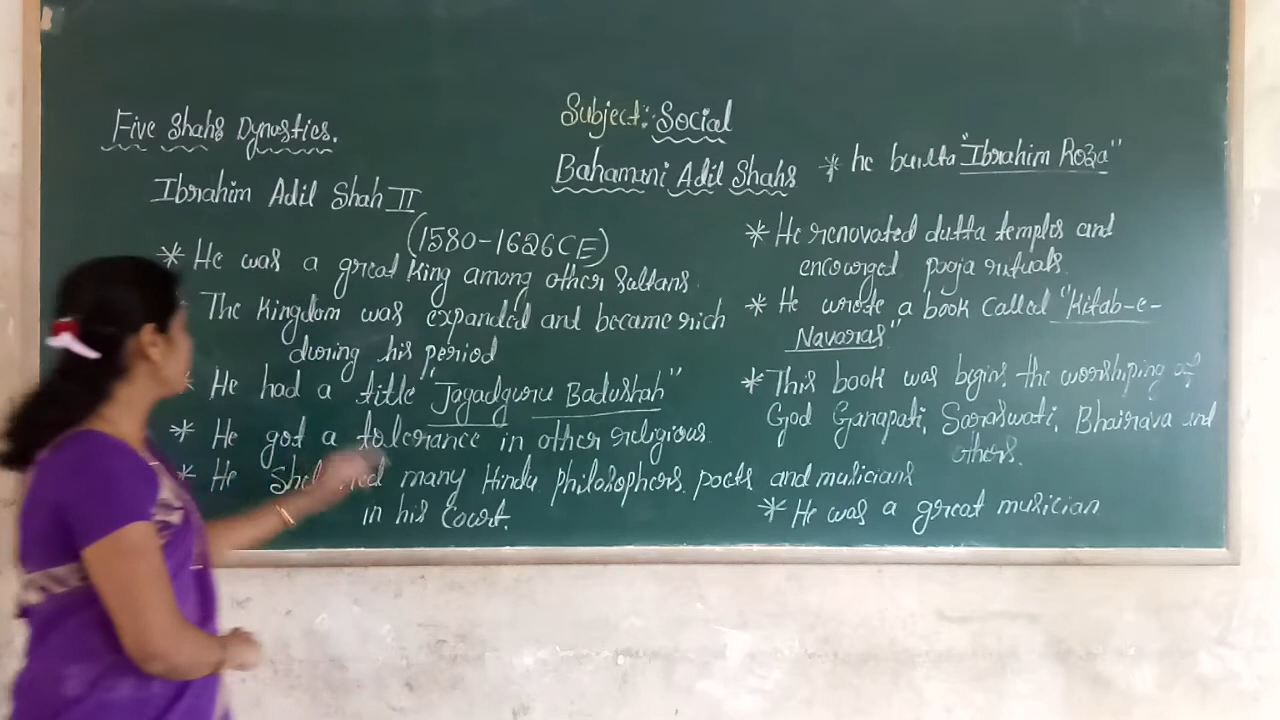 Subject: Social
Five Shahs Dynasties.
Bahamani Adil Shahs
Ibrahim Adil Shah II
(1580-1626CE)
* He was a great King among other Sultans.
The Kingdom was expanded and became rich
during his period
* He had a title "Jagadguru Badushah"
* He got a tolerance in other religious.
* He many Hindu Philosophers. poets and musicians
in his Court.
* he built a "Ibrahim Roza"
* He renovated dutta temples and
encourged pooja rituals.
* He wrote a book called "Kitab-e-
Navaras"
* This book was begins the worshiping of
God Ganapati, Saraswati, Bhairava and
others.
* He was a great musician